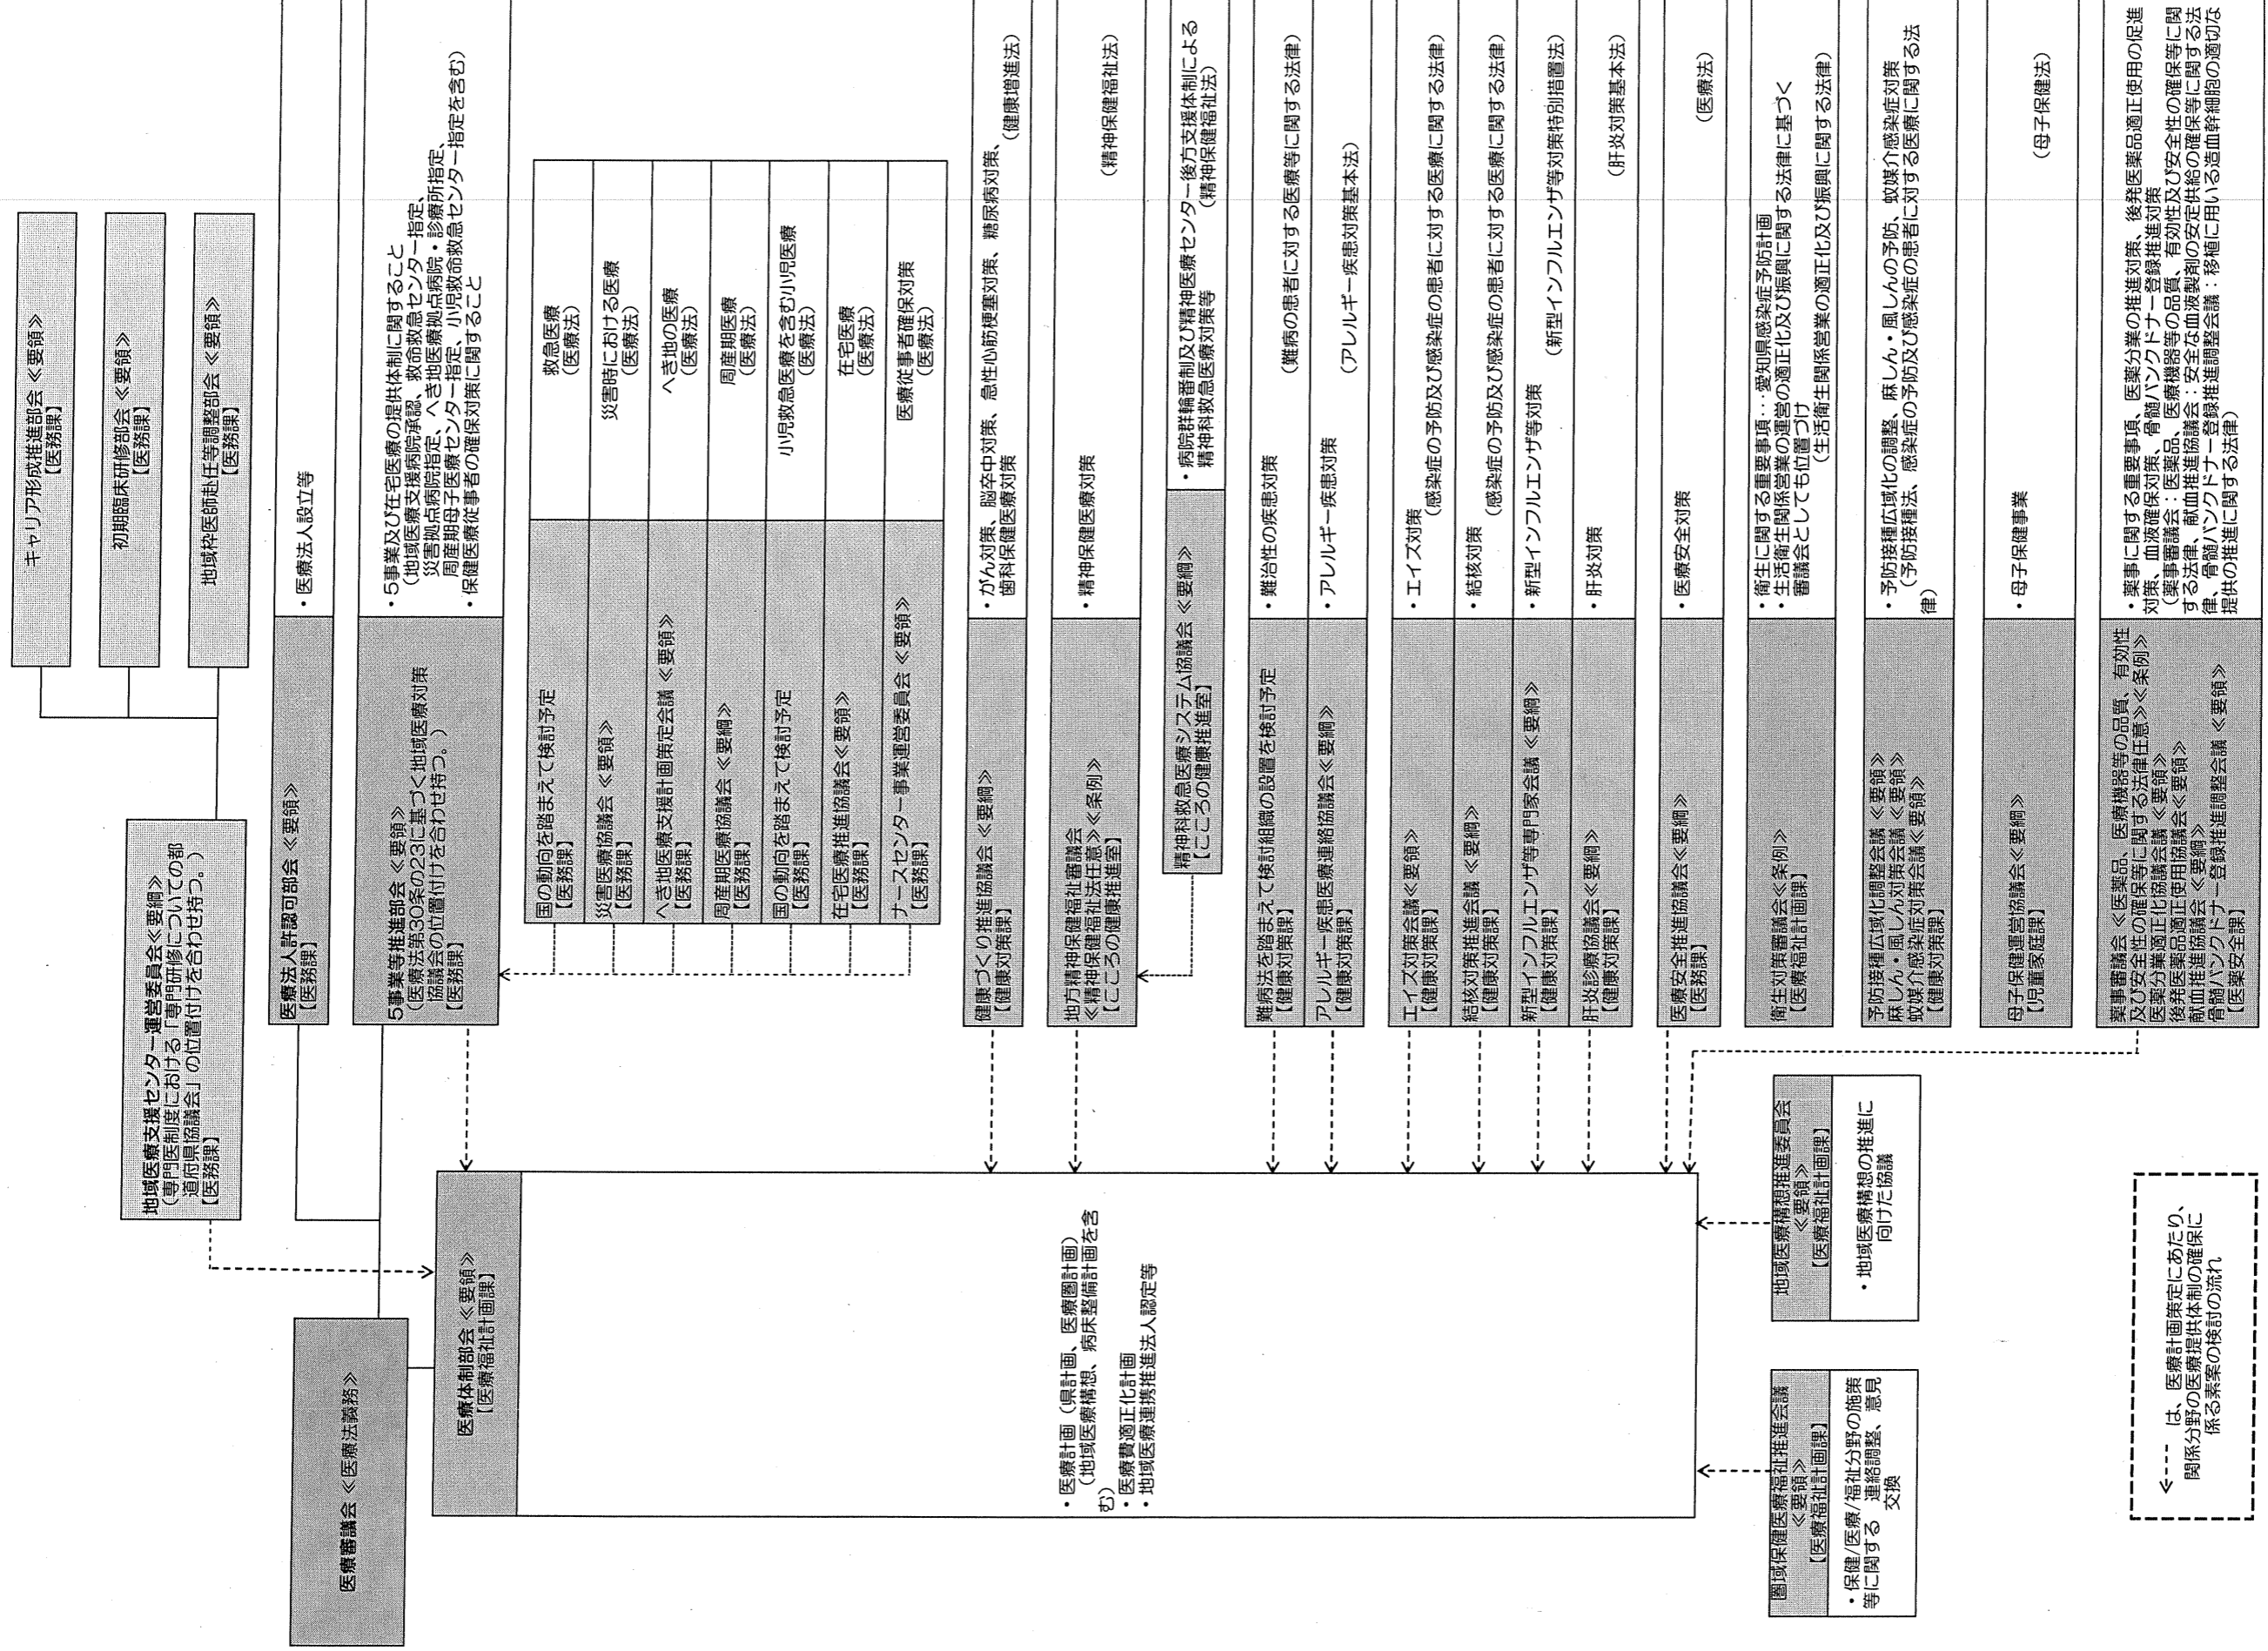 キャリア形成推進部会≪要領≫
【医務課】
初期臨床研修部会≪要領≫
【医務課】
地域枠医師赴任等調整部会≪要領≫
【医務課】
地域医療支援センター運営委員会≪要綱≫
（専門医制度における「専門研修についての都
道府県協議会」の位置付けを合わせ持つ。）
【医務課】
医療審議会 ≪医療法義務≫
医療法人許認可部会 ≪要領≫
【医務課】
・医療法人設立等
5事業等推進部会 ≪要領≫
（医療法第30条の23に基づく地域医療対策
協議会の位置付けを合わせ持つ。）
【医務課】
・5事業及び在宅医療の提供体制に関すること
（地域医療支援病院承認、救命救急センター指定、
災害拠点病院指定、へき地医療拠点病院・診療所指定、
周産期母子医療センター指定、小児救命救急センター指定を含む）
・保健医療従事者の確保対策に関すること
国の動向を踏まえて検討予定
【医務課】
救急医療
（医療法）
災害医療協議会 ≪要領≫
【医務課】
災害時における医療
（医療法）
へき地医療支援計画策定会議 ≪要領≫
【医務課】
へき地の医療
（医療法）
周産期医療協議会 ≪要綱≫
【医務課】
周産期医療
（医療法）
国の動向を踏まえて検討予定
【医務課】
小児救急医療を含む小児医療
（医療法）
在宅医療推進協議会≪要領≫
【医務課】
在宅医療
（医療法）
ナースセンター事業運営委員会 ≪要領≫
【医務課】
医療従事者確保対策
（医療法）
医療体制部会 ≪要領≫
【医療福祉計画課】
・医療計画（県計画、医療圏計画）
（地域医療構想、病床整備計画を含
む）
・医療費適正化計画
・地域医療連携推進法人認定等
健康づくり推進協議会 ≪要綱≫
【健康対策課】
・がん対策、脳卒中対策、急性心筋梗塞対策、糖尿病対策、
歯科保健医療対策
（健康増進法）
地方精神保健福祉審議会
≪精神保健福祉法任意≫≪条例≫
【こころの健康推進室】
・精神保健医療対策
（精神保健福祉法）
精神科救急医療システム協議会 ≪要綱≫
【こころの健康推進室】
・病院群輪番制及び精神医療センター後方支援体制による
精神科救急医療対策等
（精神保健福祉法）
難病法を踏まえて検討組織の設置を検討予定
【健康対策課】
・難治性の疾患対策
（難病の患者に対する医療等に関する法律）
アレルギー疾患医療連絡協議会≪要綱≫
【健康対策課】
・アレルギー疾患対策
（アレルギー疾患対策基本法）
エイズ対策会議≪要領≫
【健康対策課】
・エイズ対策
（感染症の予防及び感染症の患者に対する医療に関する法律）
結核対策推進会議 ≪要綱≫
【健康対策課】
・結核対策
（感染症の予防及び感染症の患者に対する医療に関する法律）
新型インフルエンザ等専門家会議 ≪要綱≫
【健康対策課】
・新型インフルエンザ等対策
（新型インフルエンザ等対策特別措置法）
肝炎診療協議会≪要綱≫
【健康対策課】
・肝炎対策
（肝炎対策基本法）
医療安全推進協議会≪要綱≫
【医務課】
・医療安全対策
（医療法）
衛生対策審議会≪条例≫
【医療福祉計画課】
・衛生に関する重要事項…愛知県感染症予防計画
・生活衛生関係営業の運営の適正化及び振興に関する法律に基づく
審議会としても位置づけ
（生活衛生関係営業の適正化及び振興に関する法律）
予防接種広域化調整会議 ≪要領≫
麻しん・風しん対策会議 ≪要領≫
蚊媒介感染症対策会議≪要領≫
【健康対策課】
・予防接種広域化の調整、麻しん・風しんの予防、蚊媒介感染症対策
（予防接種法、感染症の予防及び感染症の患者に対する医療に関する法
律）
母子保健運営協議会≪要綱≫
【児童家庭課】
・母子保健事業
（母子保健法）
薬事審議会 ≪医薬品、医療機器等の品質、有効性
及び安全性の確保等に関する法律任意≫≪条例≫
医薬分業適正化協議会議 ≪要領≫
後発医薬品適正使用協議会≪要領≫
献血推進協議会 ≪要綱≫
骨髄バンクドナー登録推進調整会議 ≪要領≫
【医薬安全課】
・薬事に関する重要事項、医薬分業の推進対策、後発医薬品適正使用の促進
対策、血液確保対策、骨髄バンクドナー登録推進対策
（薬事審議会：医薬品、医療機器等の品質、有効性及び安全性の確保等に関
する法律、献血推進協議会：安全な血液製剤の安定供給の確保等に関する法
律、骨髄バンクドナー登録推進調整会議：移植に用いる造血幹細胞の適切な
提供の推進に関する法律）
圏域保健医療福祉推進会議
≪要領≫
【医療福祉計画課】
・保健/医療/福祉分野の施策
等に関する 連絡調整、意見
交換
地域医療構想推進委員会
≪要領≫
【医療福祉計画課】
・地域医療構想の推進に
向けた協議
は、医療計画策定にあたり、
関係分野の医療提供体制の確保に
係る素案の検討の流れ